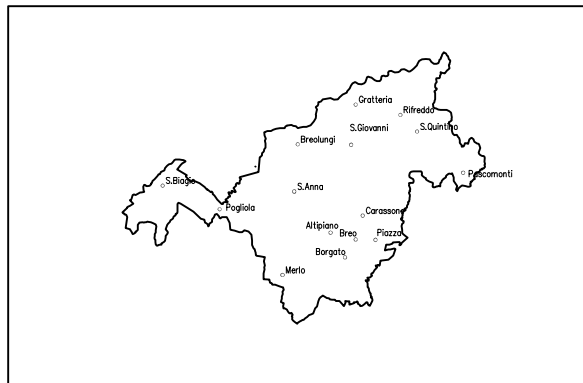 Gratteria
Rifreddo
S.Quintino
S.Giovanni
Breolungi
Pascomonti
S.Biagio
S.Anna
Pogliola
Carassone
Altipiano
Breo
Piazza
Borgato
Merlo